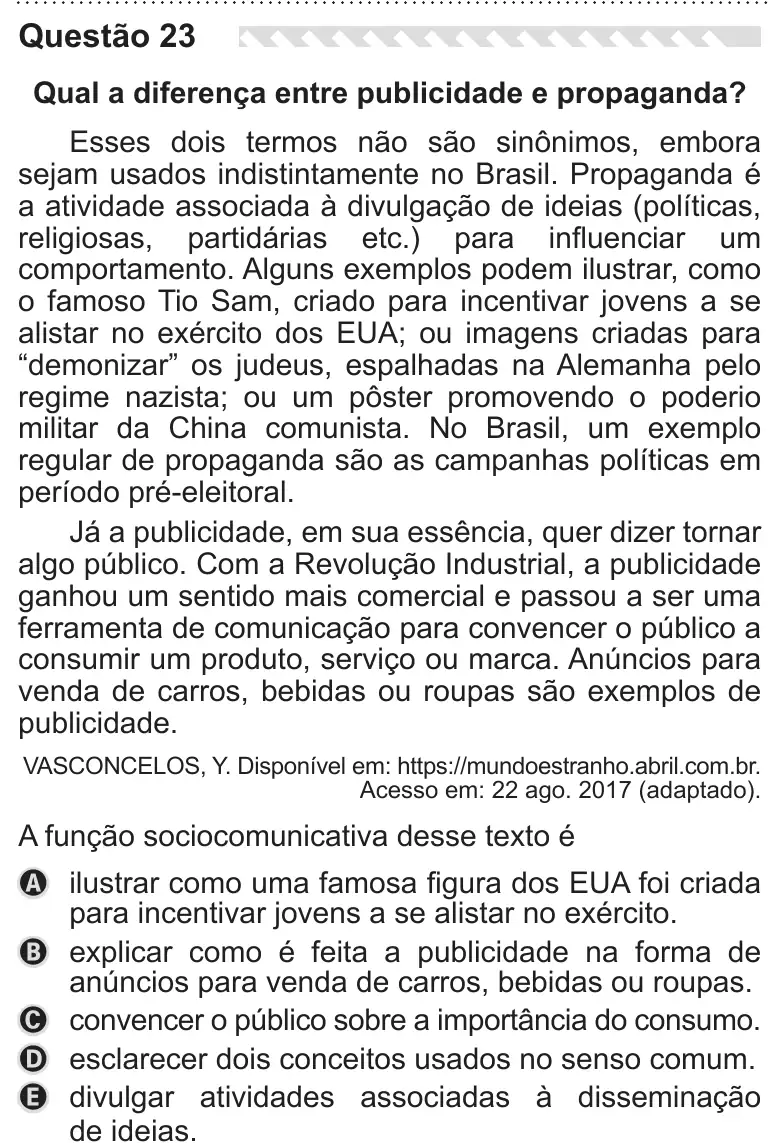 Questão 23
Qual a diferença entre publicidade e propaganda?
Esses dois termos não são sinônimos, embora
sejam usados indistintamente no Brasil. Propaganda é
a atividade associada à divulgação de ideias (políticas,
religiosas, partidárias etc.) para influenciar um
comportamento. Alguns exemplos podem ilustrar, como
o famoso Tio Sam, criado para incentivar jovens a se
alistar no exército dos EUA; ou imagens criadas para
“demonizar” os judeus, espalhadas na Alemanha pelo
regime nazista; ou um pôster promovendo o poderio
militar da China comunista. No Brasil, um exemplo
regular de propaganda são as campanhas políticas em
período pré-eleitoral.
Já a publicidade, em sua essência, quer dizer tornar
algo público. Com a Revolução Industrial, a publicidade
ganhou um sentido mais comercial e passou a ser uma
ferramenta de comunicação para convencer o público a
consumir um produto, serviço ou marca. Anúncios para
venda de carros, bebidas ou roupas são exemplos de
publicidade.
VASCONCELOS, Y. Disponível em: https://mundoestranho.abril.com.br.
Acesso em: 22 ago. 2017 (adaptado).
A função sociocomunicativa desse texto é
A ilustrar como uma famosa figura dos EUA foi criada
para incentivar jovens a se alistar no exército.
B explicar como é feita a publicidade na forma de
anúncios para venda de carros, bebidas ou roupas.
C convencer o público sobre a importância do consumo.
D esclarecer dois conceitos usados no senso comum.
E divulgar atividades associadas à disseminação
de ideias.